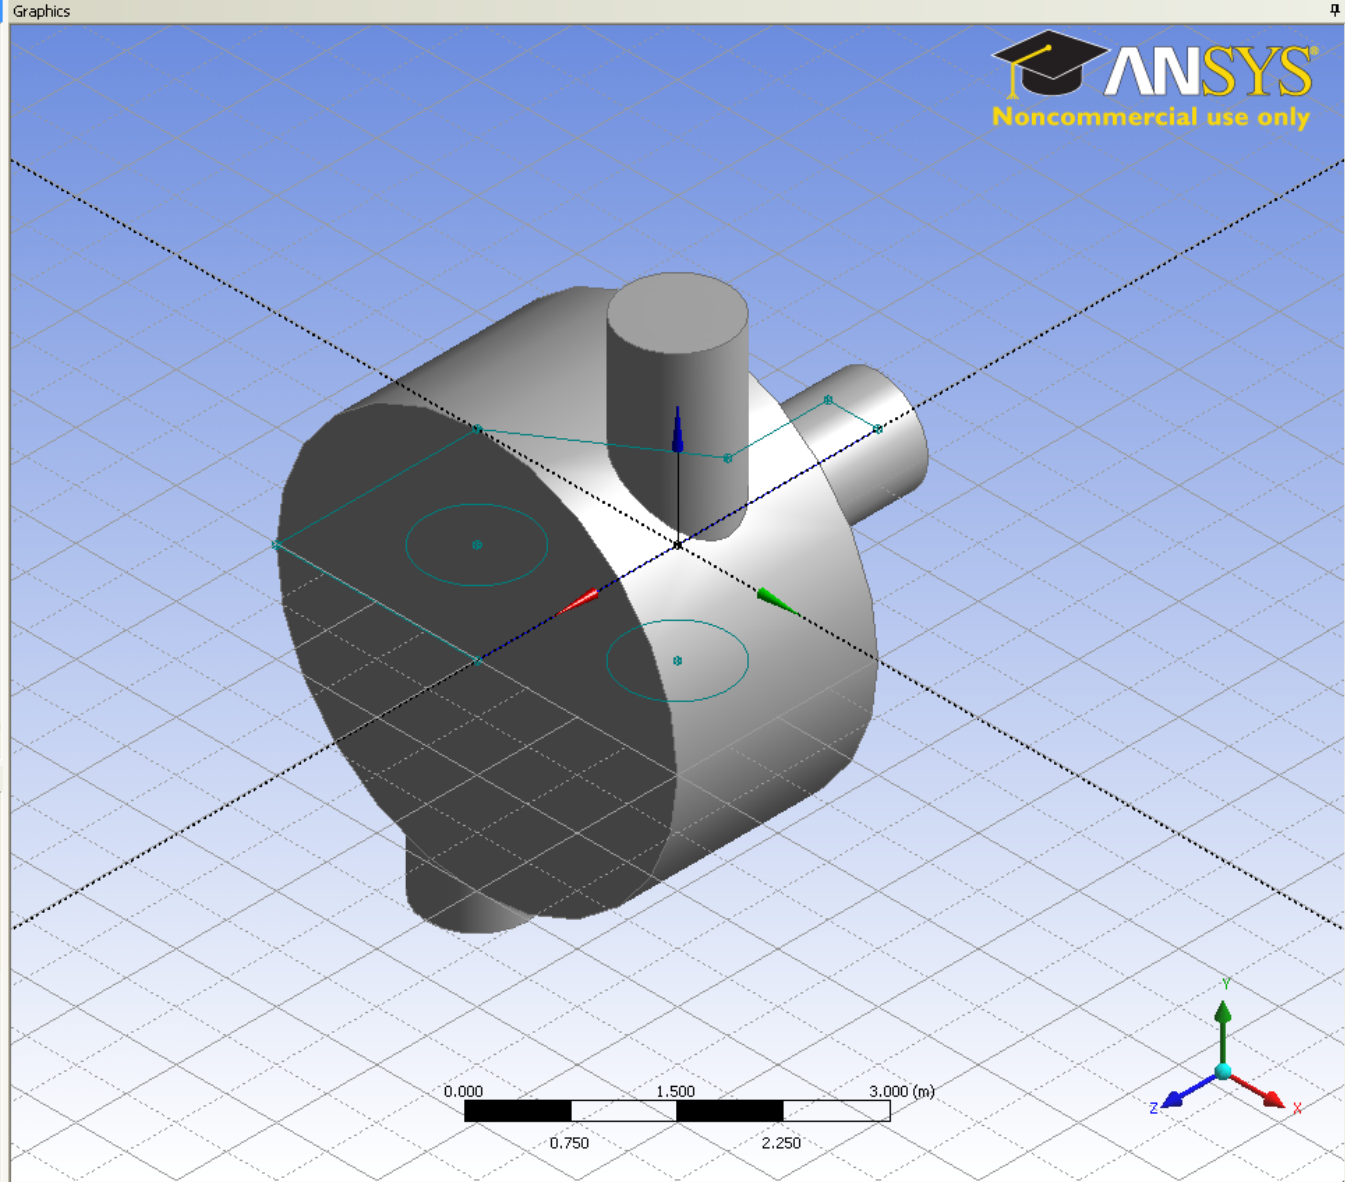 Graphics
ANSYS®
Noncommercial use only
Y
Z
X
0.000 1.500 3.000 (m)
0.750 2.250